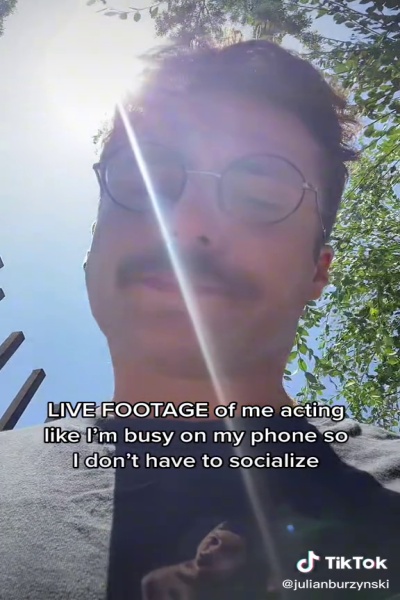 LIVE FOOTAGE of me acting
like I'm busy on my phone so
I don't have to socialize
TikTok
@julianburzynski